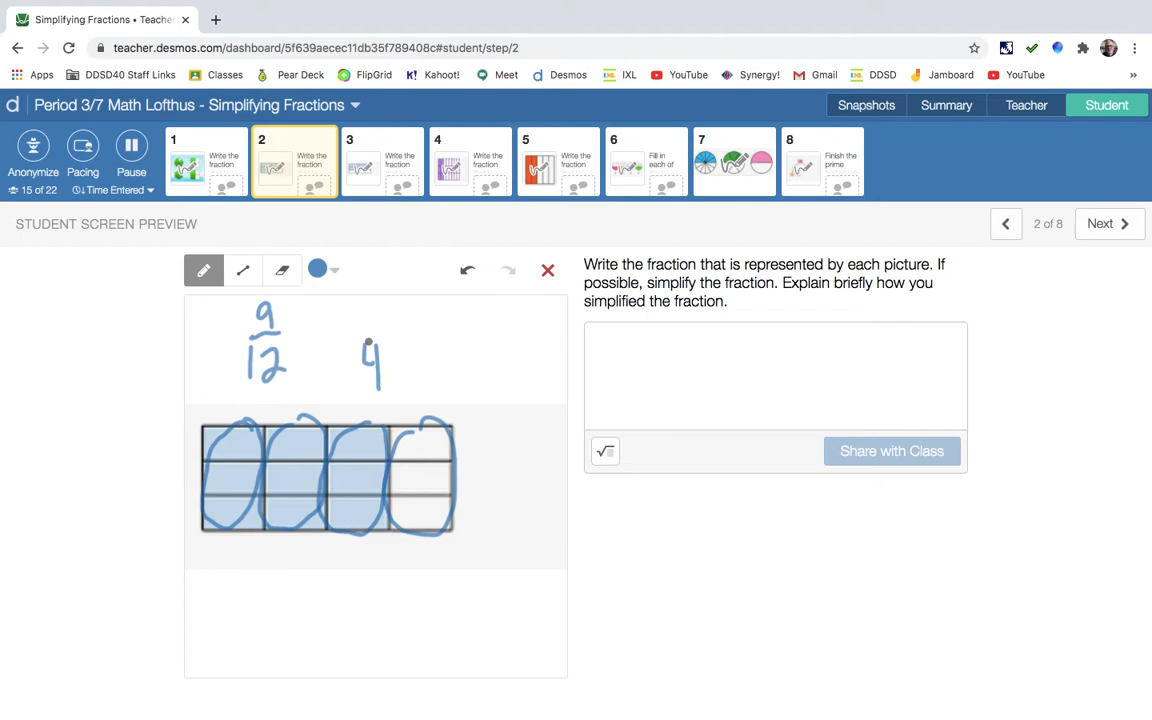 Simplifying Fractions • Teacher
teacher.desmos.com/dashboard/5f639aecec11db35f789408c#student/step/2
Apps DDSD40 Staff Links Classes Pear Deck FlipGrid K! Kahoot! Meet d Desmos IXL YouTube Synergy! Gmail IXL DDSD Jamboard YouTube »
d Period 3/7 Math Lofthus - Simplifying Fractions Snapshots Summary Teacher Student
Anonymize Pacing Pause
15 of 22 Time Entered
1 Write the fraction
2 Write the fraction
3 Write the fraction
4 Write the fraction
5 Write the fraction
6 Fill in each of
7
8 Finish the prime
STUDENT SCREEN PREVIEW 2 of 8 Next
Write the fraction that is represented by each picture. If
possible, simplify the fraction. Explain briefly how you
simplified the fraction.
9
12 4
√
Share with Class